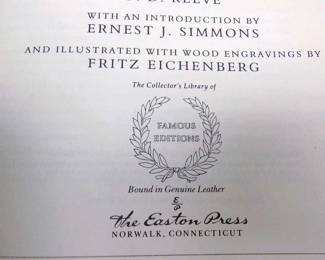 REEVE
WITH AN INTRODUCTION BY
ERNEST J. SIMMONS
AND ILLUSTRATED WITH WOOD ENGRAVINGS BY
FRITZ EICHENBERG
The Collector's Library of
FAMOUS
EDITIONS
Bound in Genuine Leather
The Easton Press
NORWALK, CONNECTICUT